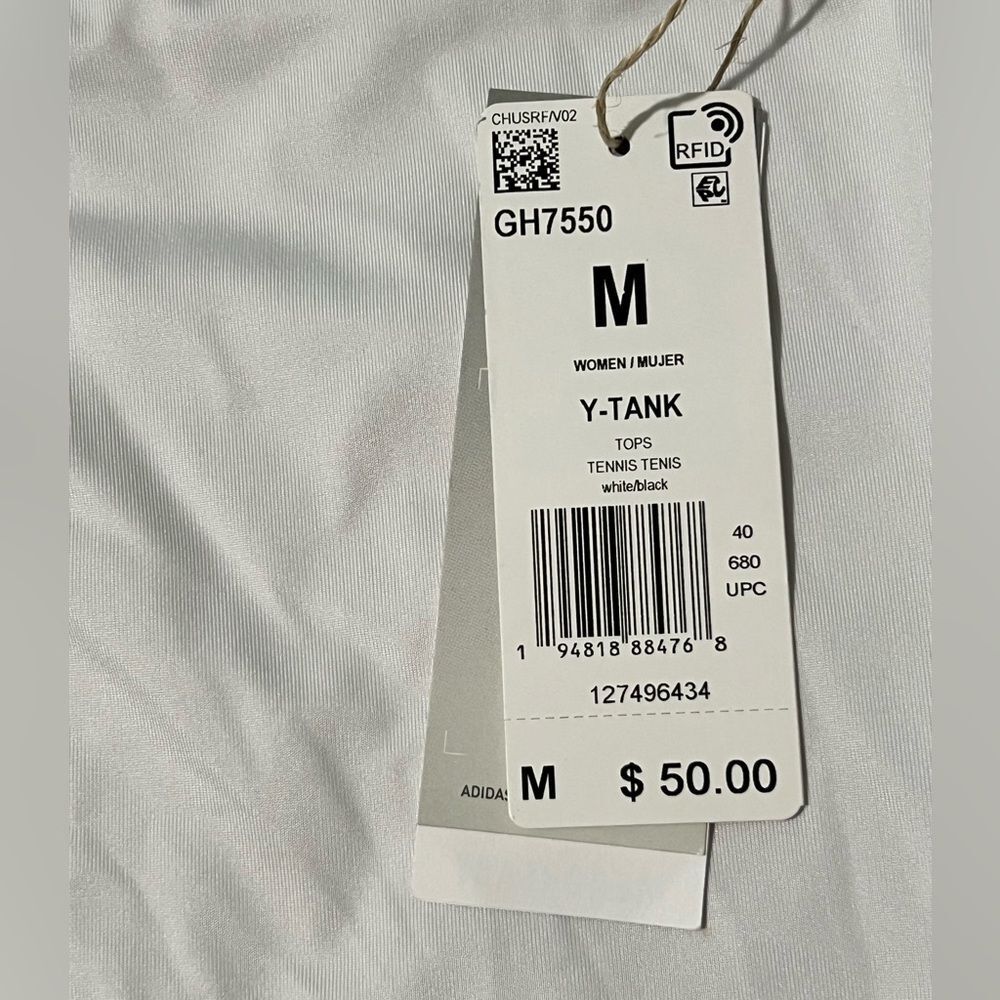 CHUSRF/V02
RFID
GH7550
M
WOMEN / MUJER
Y-TANK
TOPS
TENNIS TENIS
white/black
40
680
UPC
1 94818 88476 8
127496434
M $ 50.00
ADIDAS